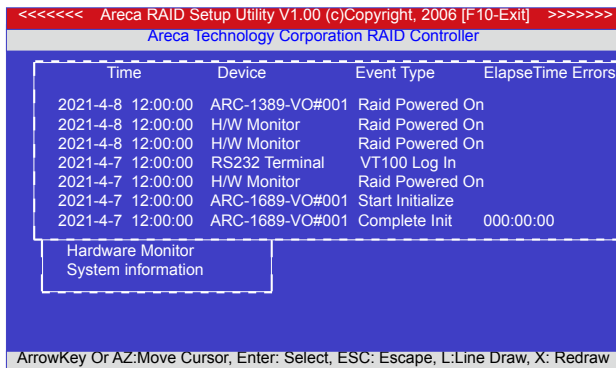 <<<<<<< Areca RAID Setup Utility V1.00 (c)Copyright, 2006 [F10-Exit] >>>>>>>
Areca Technology Corporation RAID Controller
Time Device Event Type ElapseTime Errors
2021-4-8 12:00:00 ARC-1389-VO#001 Raid Powered On
2021-4-8 12:00:00 H/W Monitor Raid Powered On
2021-4-8 12:00:00 H/W Monitor Raid Powered On
2021-4-7 12:00:00 RS232 Terminal VT100 Log In
2021-4-7 12:00:00 H/W Monitor Raid Powered On
2021-4-7 12:00:00 ARC-1689-VO#001 Start Initialize
2021-4-7 12:00:00 ARC-1689-VO#001 Complete Init 000:00:00
Hardware Monitor
System information
ArrowKey Or AZ:Move Cursor, Enter: Select, ESC: Escape, L:Line Draw, X: Redraw